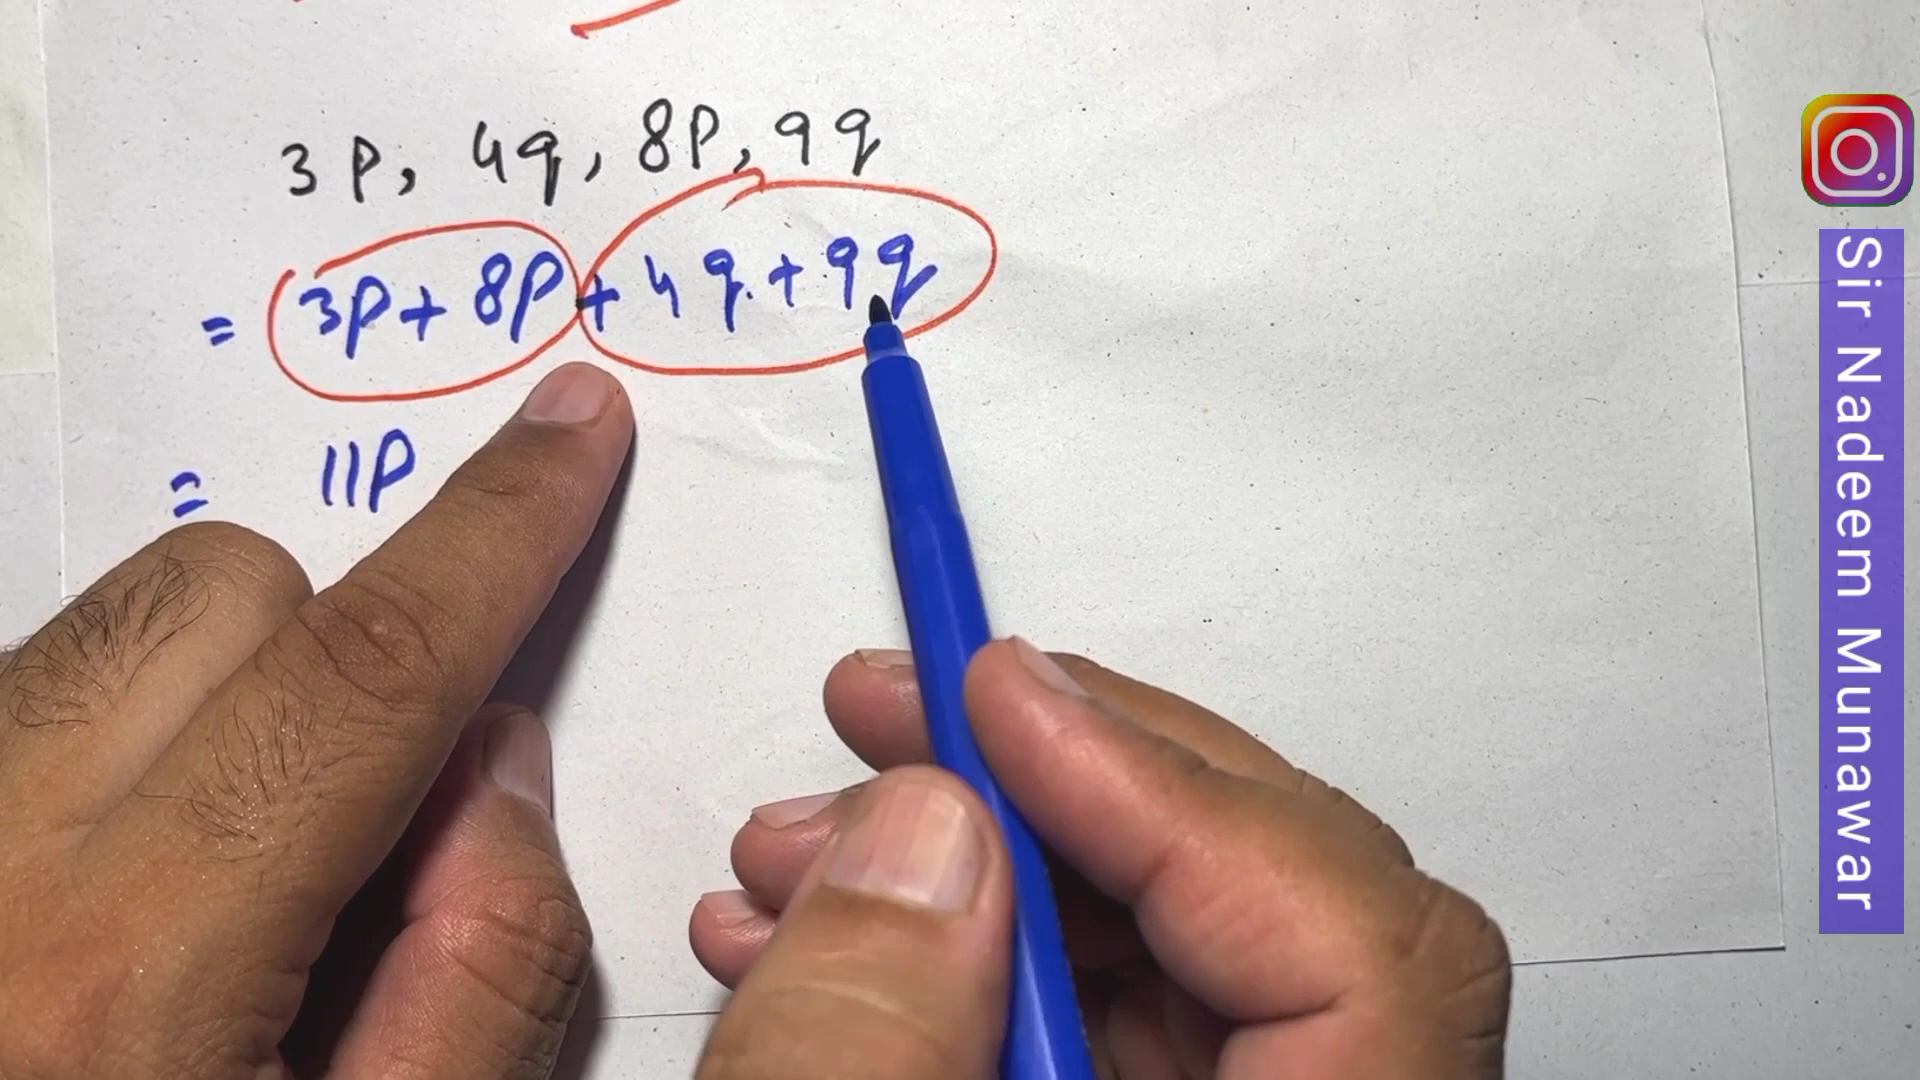 3p, 4q, 8p, 9q
= 3p + 8p + 4q + 9q
= 11p
Sir Nadeem Munawar